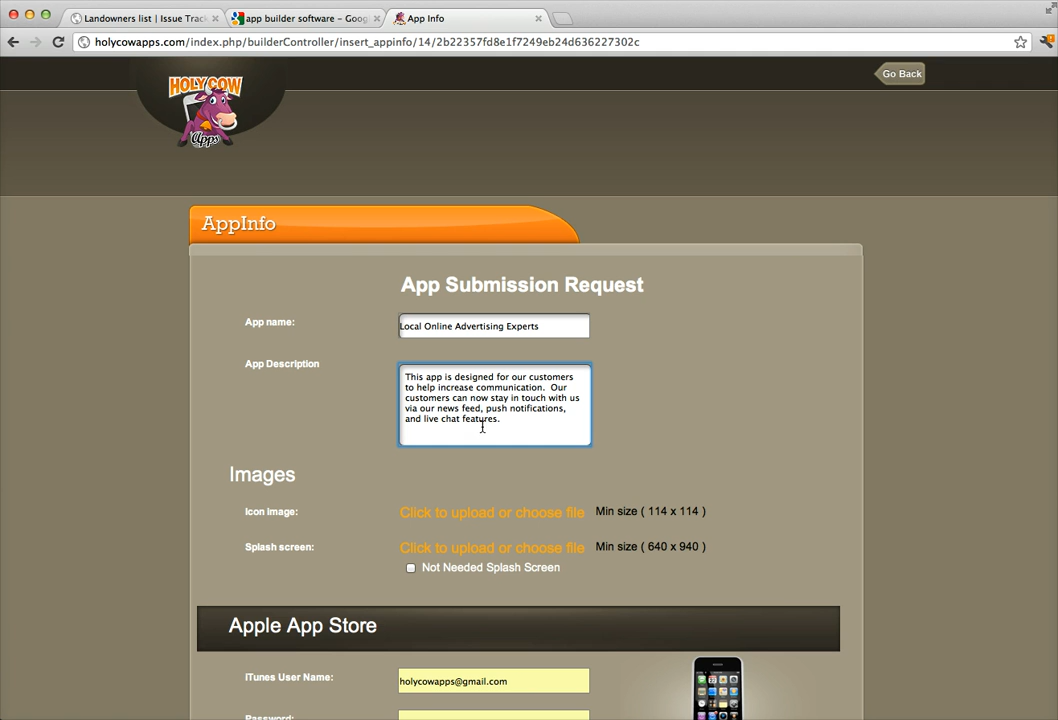 Landowners list | Issue Track
app builder software - Goog
App Info
holycowapps.com/index.php/builderController/insert_appinfo/14/2b22357fd8e1f7249eb24d636227302c
HOLY COW
Apps
Go Back
AppInfo
App Submission Request
App name:
Local Online Advertising Experts
App Description
This app is designed for our customers
to help increase communication.  Our
customers can now stay in touch with us
via our news feed, push notifications,
and live chat features.
Images
Icon Image:
Click to upload or choose file
Min size ( 114 x 114 )
Splash screen:
Click to upload or choose file
Min size ( 640 x 940 )
Not Needed Splash Screen
Apple App Store
iTunes User Name:
holycowapps@gmail.com
Password: